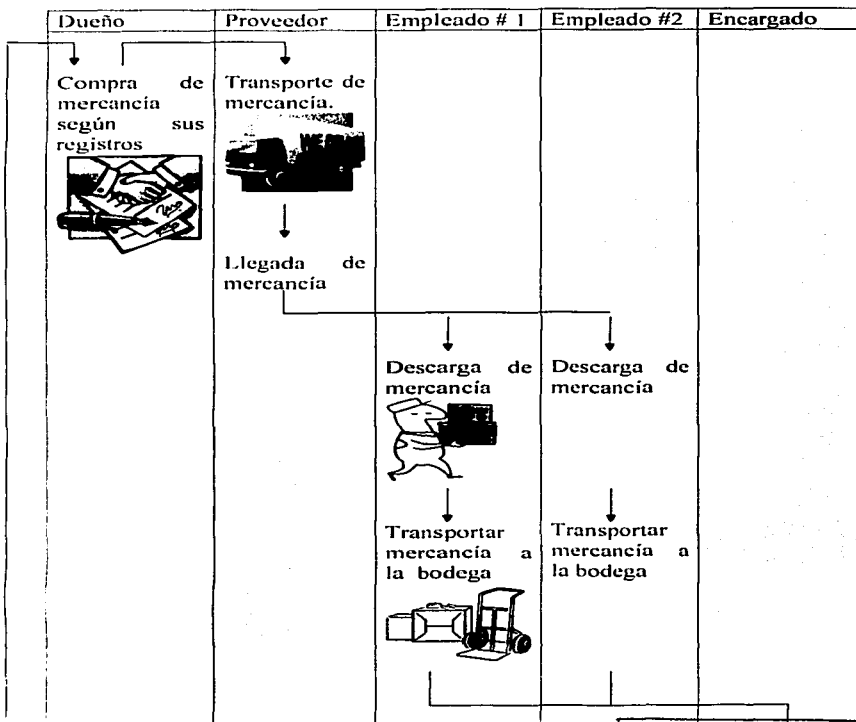 Dueño
Proveedor
Empleado # 1
Empleado #2
Encargado
Compra de
mercancía
según sus
registros
Transporte de
mercancía.
Llegada de
mercancía
Descarga de
mercancía
Descarga de
mercancía
Transportar
mercancía a
la bodega
Transportar
mercancía a
la bodega